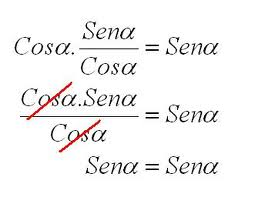 Cosα. Senα/Cosα = Senα
Cosα.Senα/Cosα = Senα
Senα = Senα